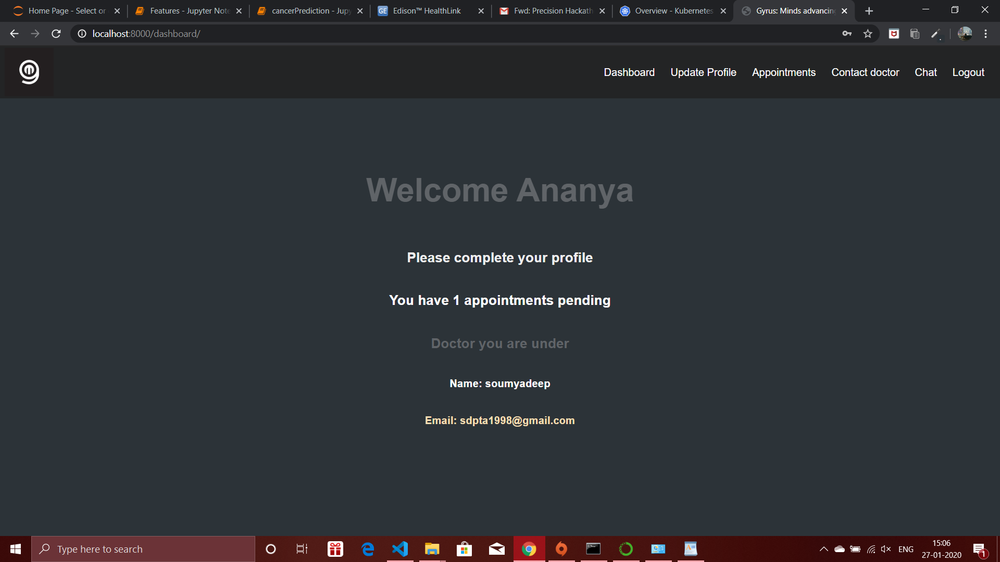 Home Page - Select or
Features - Jupyter Note
cancerPrediction - Jupy
GE Edison™ HealthLink
Fwd: Precision Hackath
Overview - Kubernetes
Gyrus: Minds advancing
localhost:8000/dashboard/
Dashboard
Update Profile
Appointments
Contact doctor
Chat
Logout
Welcome Ananya
Please complete your profile
You have 1 appointments pending
Doctor you are under
Name: soumyadeep
Email: sdpta1998@gmail.com
Type here to search
ENG
15:06
27-01-2020
1